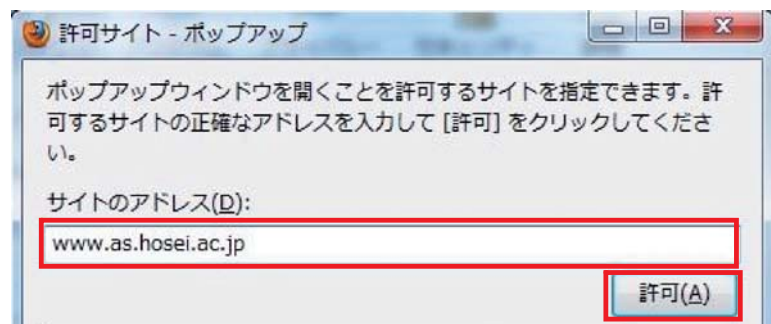 許可サイト - ポップアップ
ポップアップウィンドウを開くことを許可するサイトを指定できます。許
可するサイトの正確なアドレスを入力して [許可] をクリックしてくださ
い。
サイトのアドレス(D):
www.as.hosei.ac.jp
許可(A)